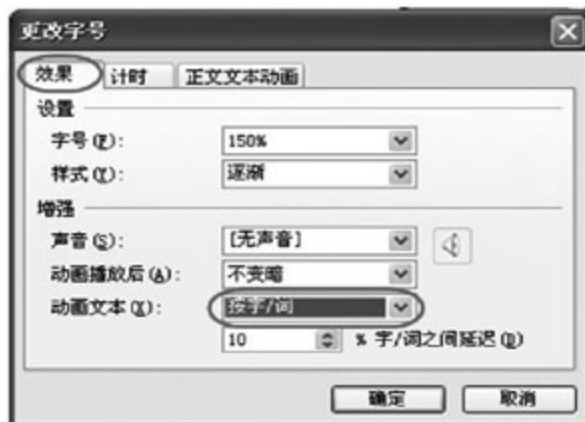 更改字号
效果 计时 正文文本动画
设置
字号(F): 150%
样式(Y): 逐渐
增强
声音(S): [无声音]
动画播放后(A): 不变暗
动画文本(X): 按字/词
10 % 字/词之间延迟(D)
确定 取消